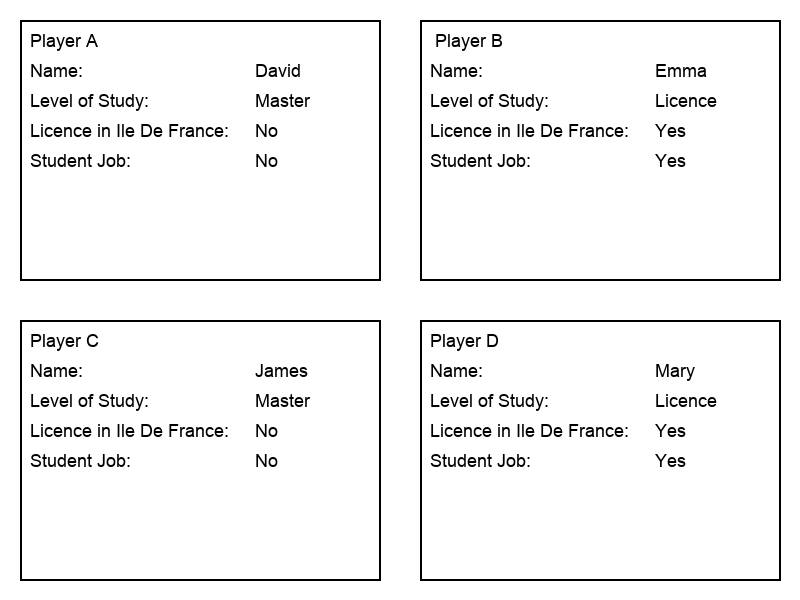 Player A
Name: David
Level of Study: Master
Licence in Ile De France: No
Student Job: No
Player B
Name: Emma
Level of Study: Licence
Licence in Ile De France: Yes
Student Job: Yes
Player C
Name: James
Level of Study: Master
Licence in Ile De France: No
Student Job: No
Player D
Name: Mary
Level of Study: Licence
Licence in Ile De France: Yes
Student Job: Yes